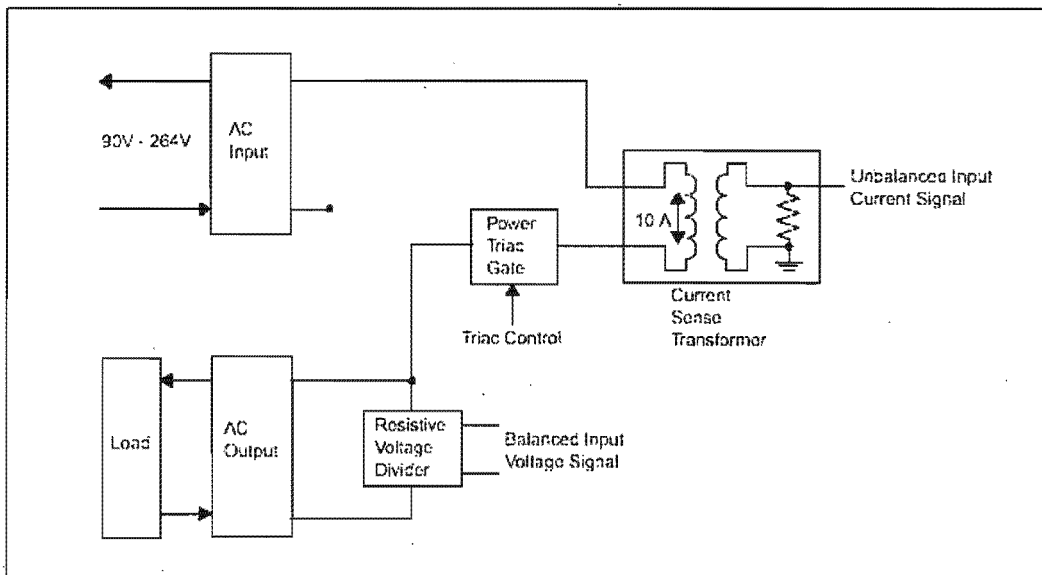 90V - 264V
AC
Input
Power
Triac
Gate
Triac Control
10 A
Unbalanced Input
Current Signal
Current
Sense
Transformer
Load
AC
Output
Resistive
Voltage
Divider
Balanced Input
Voltage Signal